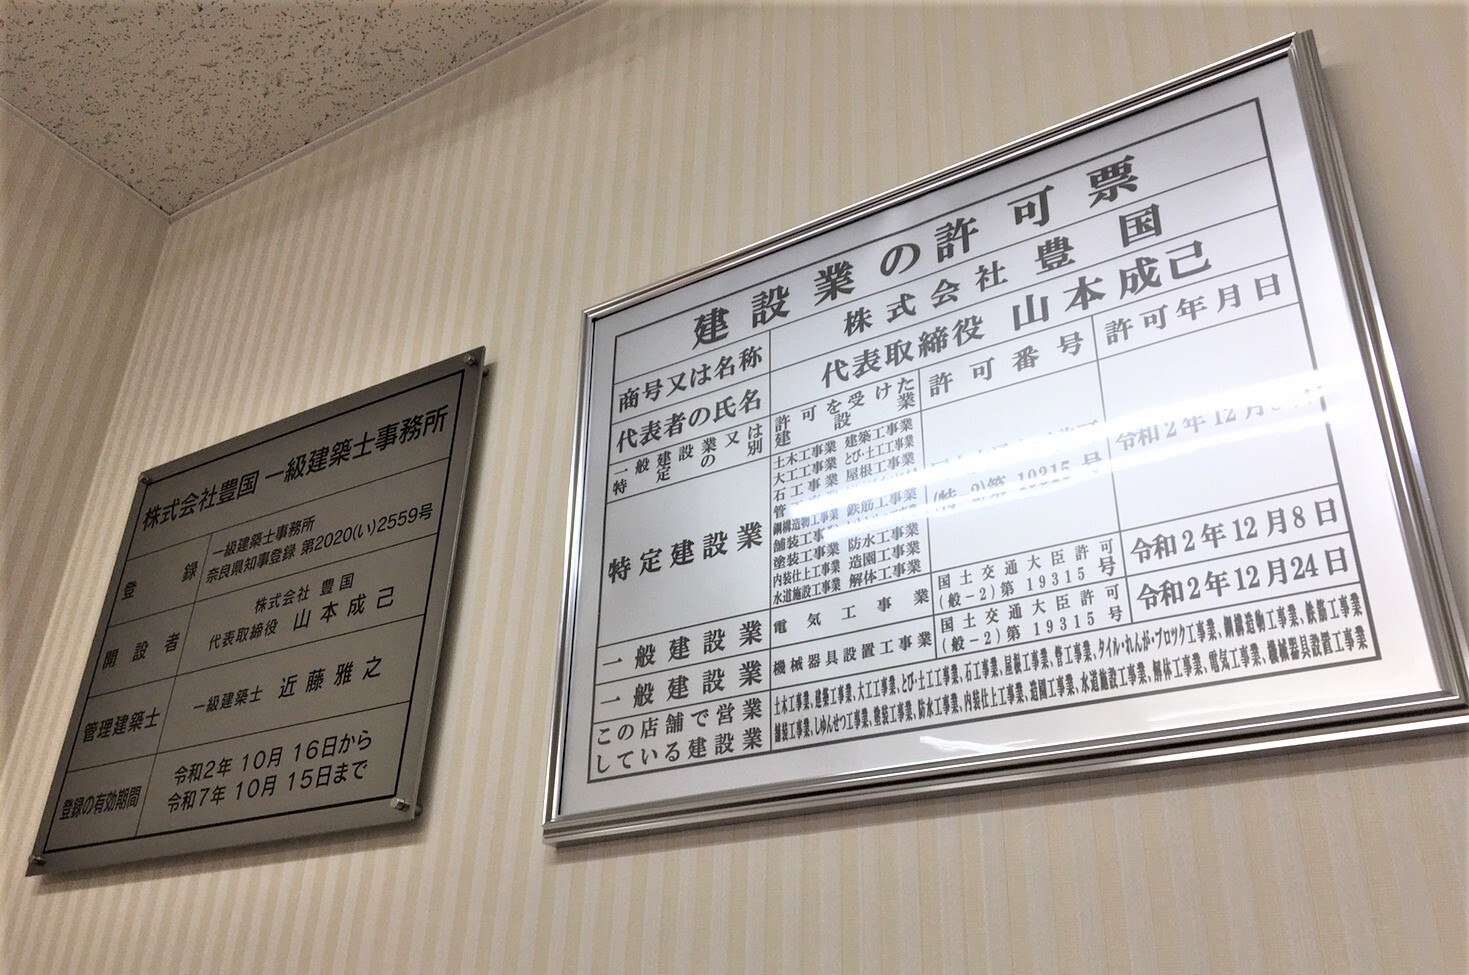 株式会社豊国 一級建築士事務所
登録
一級建築士事務所
奈良県知事登録 第2020(い)2559号
開設者
株式会社 豊国
代表取締役 山本成己
管理建築士
一級建築士 近藤雅之
登録の有効期間
令和2年 10月 16日から
令和7年 10月 15日まで
建設業の許可票
商号又は名称
株式会社 豊国
代表者の氏名
代表取締役 山本成己
一般建設業又は
特定建設業の別
許可を受けた
建設業
許可番号
許可年月日
特定建設業
土木工事業 建築工事業
大工工事業 とび・土工工事業
石工事業 屋根工事業
鋼構造物工事業 鉄筋工事業
舗装工事
塗装工事業 防水工事業
内装仕上工事業 造園工事業
水道施設工事業 解体工事業
(特-2)第 19315 号
令和2年12月
一般建設業
電気工事業
国土交通大臣許可
(般-2)第 19315 号
令和2年12月8日
一般建設業
機械器具設置工事業
国土交通大臣許可
(般-2)第 19315 号
令和2年12月24日
この店舗で営業
している建設業
土木工事業、建築工事業、大工工事業、とび・土工工事業、石工事業、屋根工事業、管工事業、タイル・れんが・ブロック工事業、鋼構造物工事業、鉄筋工事業
舗装工事業、しゅんせつ工事業、塗装工事業、防水工事業、内装仕上工事業、造園工事業、水道施設工事業、解体工事業、電気工事業、機械器具設置工事業